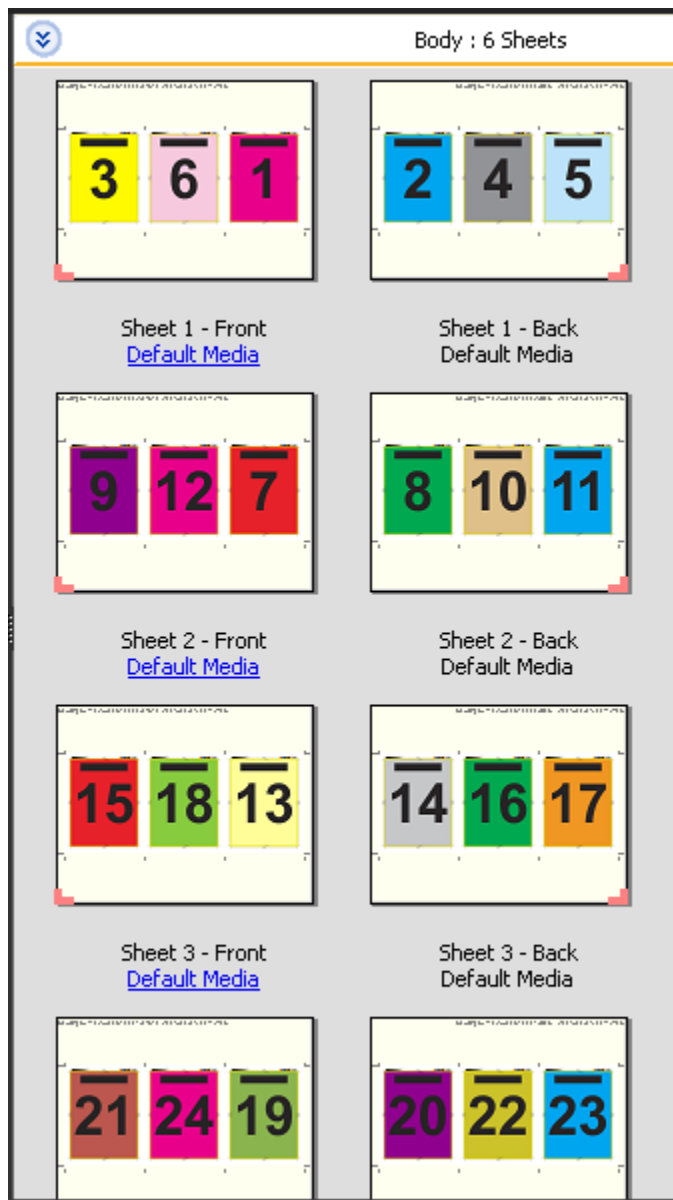 Body : 6 Sheets
3 6 1
2 4 5
Sheet 1 - Front
Default Media
Sheet 1 - Back
Default Media
9 12 7
8 10 11
Sheet 2 - Front
Default Media
Sheet 2 - Back
Default Media
15 18 13
14 16 17
Sheet 3 - Front
Default Media
Sheet 3 - Back
Default Media
21 24 19
20 22 23